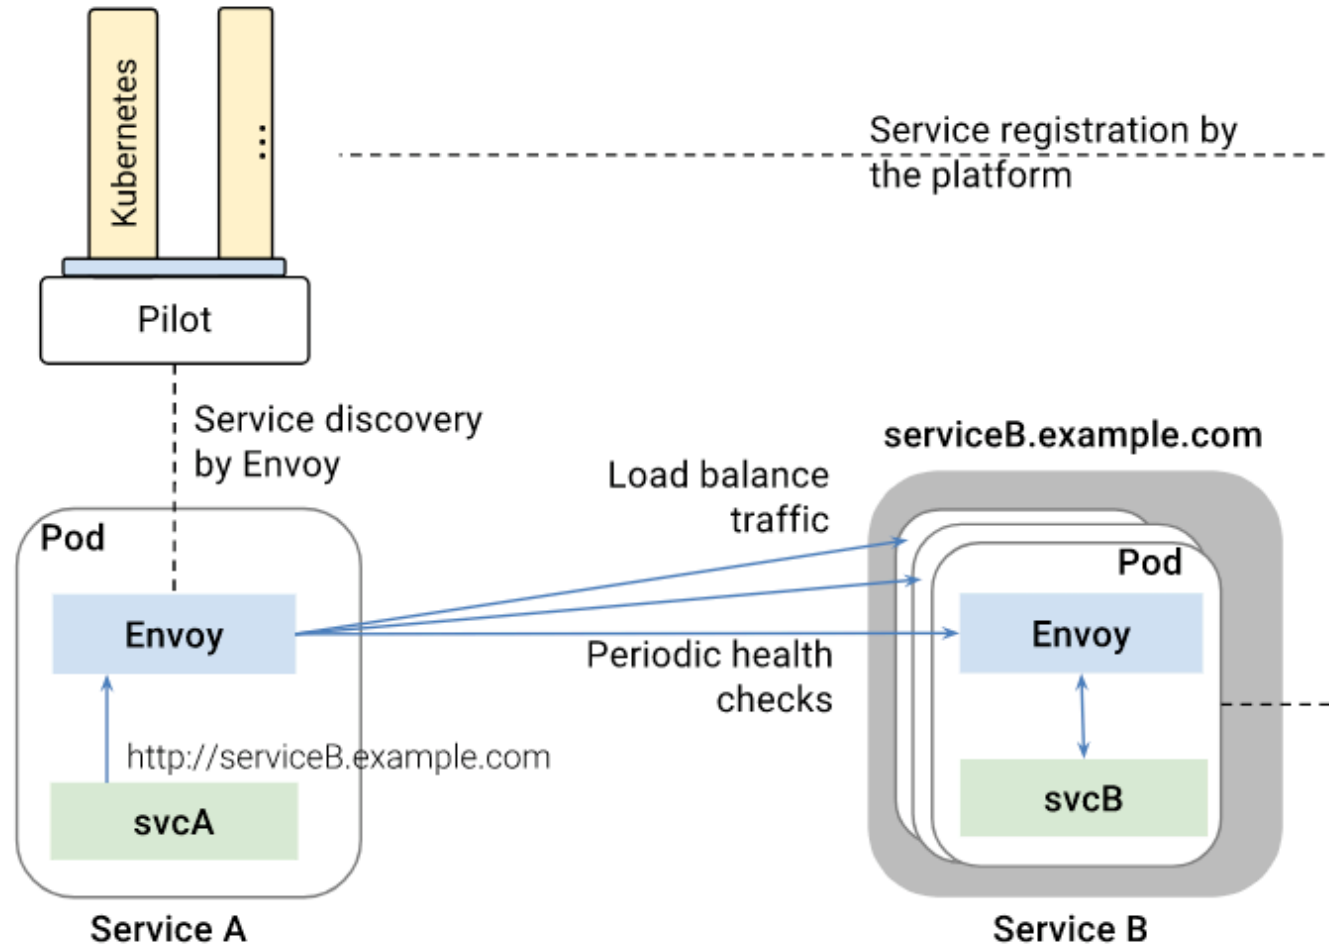 Kubernetes
...
Service registration by
the platform
Pilot
Service discovery
by Envoy
serviceB.example.com
Load balance
traffic
Pod
Pod
Envoy
Envoy
Periodic health
checks
http://serviceB.example.com
svcA
svcB
Service A
Service B